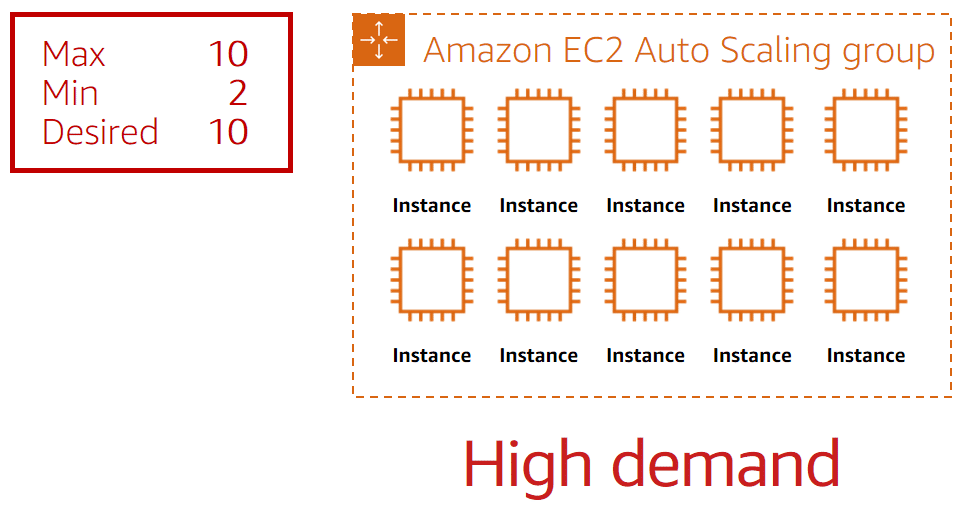 Max 10
Min 2
Desired 10
Amazon EC2 Auto Scaling group
Instance Instance Instance Instance Instance
Instance Instance Instance Instance Instance
High demand